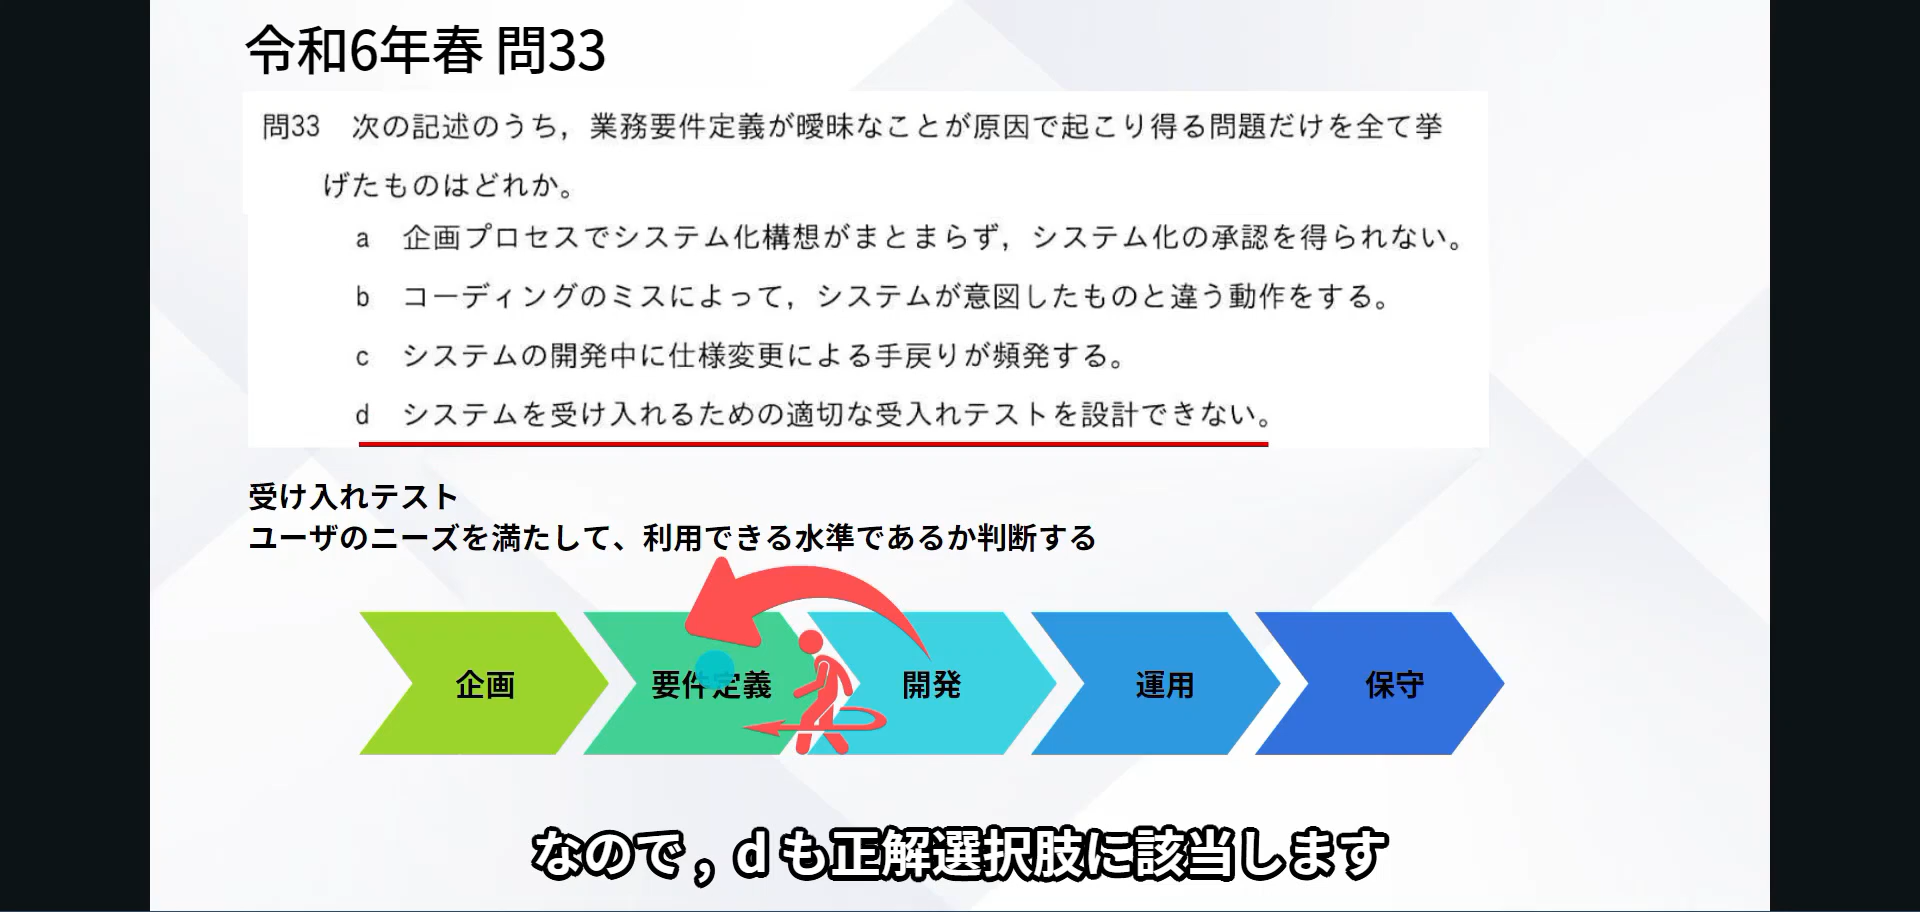 令和6年春 問33
問33　次の記述のうち，業務要件定義が曖昧なことが原因で起こり得る問題だけを全て挙
げたものはどれか。
a　企画プロセスでシステム化構想がまとまらず，システム化の承認を得られない。
b　コーディングのミスによって，システムが意図したものと違う動作をする。
c　システムの開発中に仕様変更による手戻りが頻発する。
d　システムを受け入れるための適切な受入れテストを設計できない。
受け入れテスト
ユーザのニーズを満たして、利用できる水準であるか判断する
企画
要件定義
開発
運用
保守
なので , d も正解選択肢に該当します